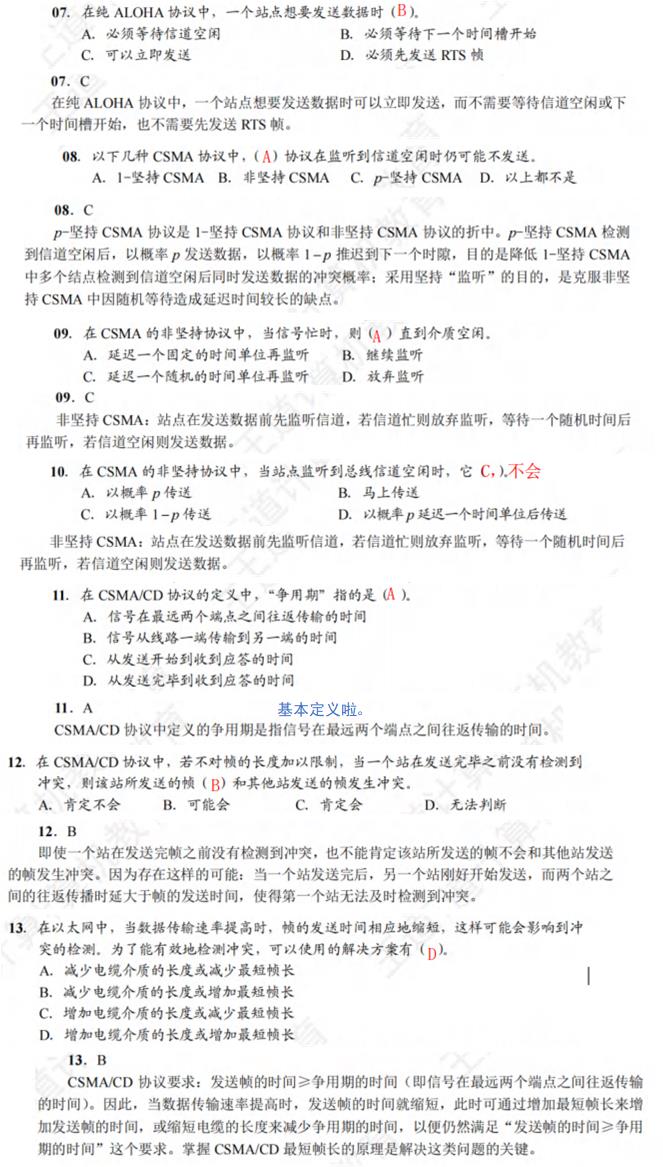 07. 在纯 ALOHA 协议中，一个站点想要发送数据时（B）。
A. 必须等待信道空闲 B. 必须等待下一个时间槽开始
C. 可以立即发送 D. 必须先发送 RTS 帧
07. C
在纯 ALOHA 协议中，一个站点想要发送数据时可以立即发送，而不需要等待信道空闲或下
一个时间槽开始，也不需要先发送 RTS 帧。
08. 以下几种 CSMA 协议中，（A）协议在监听到信道空闲时仍可能不发送。
A. 1-坚持 CSMA B. 非坚持 CSMA C. p-坚持 CSMA D. 以上都不是
08. C
p-坚持 CSMA 协议是 1-坚持 CSMA 协议和非坚持 CSMA 协议的折中。p-坚持 CSMA 检测
到信道空闲后，以概率 p 发送数据，以概率 1-p 推迟到下一个时隙，目的是降低 1-坚持 CSMA
中多个结点检测到信道空闲后同时发送数据的冲突概率；采用坚持“监听”的目的，是克服非坚
持 CSMA 中因随机等待造成延迟时间较长的缺点。
09. 在 CSMA 的非坚持协议中，当信号忙时，则（A）直到介质空闲。
A. 延迟一个固定的时间单位再监听 B. 继续监听
C. 延迟一个随机的时间单位再监听 D. 放弃监听
09. C
非坚持 CSMA：站点在发送数据前先监听信道，若信道忙则放弃监听，等待一个随机时间后
再监听，若信道空闲则发送数据。
10. 在 CSMA 的非坚持协议中，当站点监听到总线信道空闲时，它 C,）。不会
A. 以概率 p 传送 B. 马上传送
C. 以概率 1-p 传送 D. 以概率 p 延迟一个时间单位后传送
非坚持 CSMA：站点在发送数据前先监听信道，若信道忙则放弃监听，等待一个随机时间后
再监听，若信道空闲则发送数据。
11. 在 CSMA/CD 协议的定义中，“争用期”指的是（A）。
A. 信号在最远两个端点之间往返传输的时间
B. 信号从线路一端传输到另一端的时间
C. 从发送开始到收到应答的时间
D. 从发送完毕到收到应答的时间
11. A 基本定义啦。
CSMA/CD 协议中定义的争用期是指信号在最远两个端点之间往返传输的时间。
12. 在 CSMA/CD 协议中，若不对帧的长度加以限制，当一个站在发送完毕之前没有检测到
冲突，则该站所发送的帧（B）和其他站发送的帧发生冲突。
A. 肯定不会 B. 可能会 C. 肯定会 D. 无法判断
12. B
即使一个站在发送完帧之前没有检测到冲突，也不能肯定该站所发送的帧不会和其他站发送
的帧发生冲突。因为存在这样的可能：当一个站发送完后，另一个站刚好开始发送，而两个站之
间的往返传播时延大于帧的发送时间，使得第一个站无法及时检测到冲突。
13. 在以太网中，当数据传输速率提高时，帧的发送时间相应地缩短，这样可能会影响到冲
突的检测。为了能有效地检测冲突，可以使用的解决方案有（D）。
A. 减少电缆介质的长度或减少最短帧长
B. 减少电缆介质的长度或增加最短帧长
C. 增加电缆介质的长度或减少最短帧长
D. 增加电缆介质的长度或增加最短帧长
13. B
CSMA/CD 协议要求：发送帧的时间≥争用期的时间（即信号在最远两个端点之间往返传输
的时间）。因此，当数据传输速率提高时，发送帧的时间就缩短，此时可通过增加最短帧长来增
加发送帧的时间，或缩短电缆的长度来减少争用期的时间，以便仍然满足“发送帧的时间≥争用
期的时间”这个要求。掌握 CSMA/CD 最短帧长的原理是解决这类问题的关键。